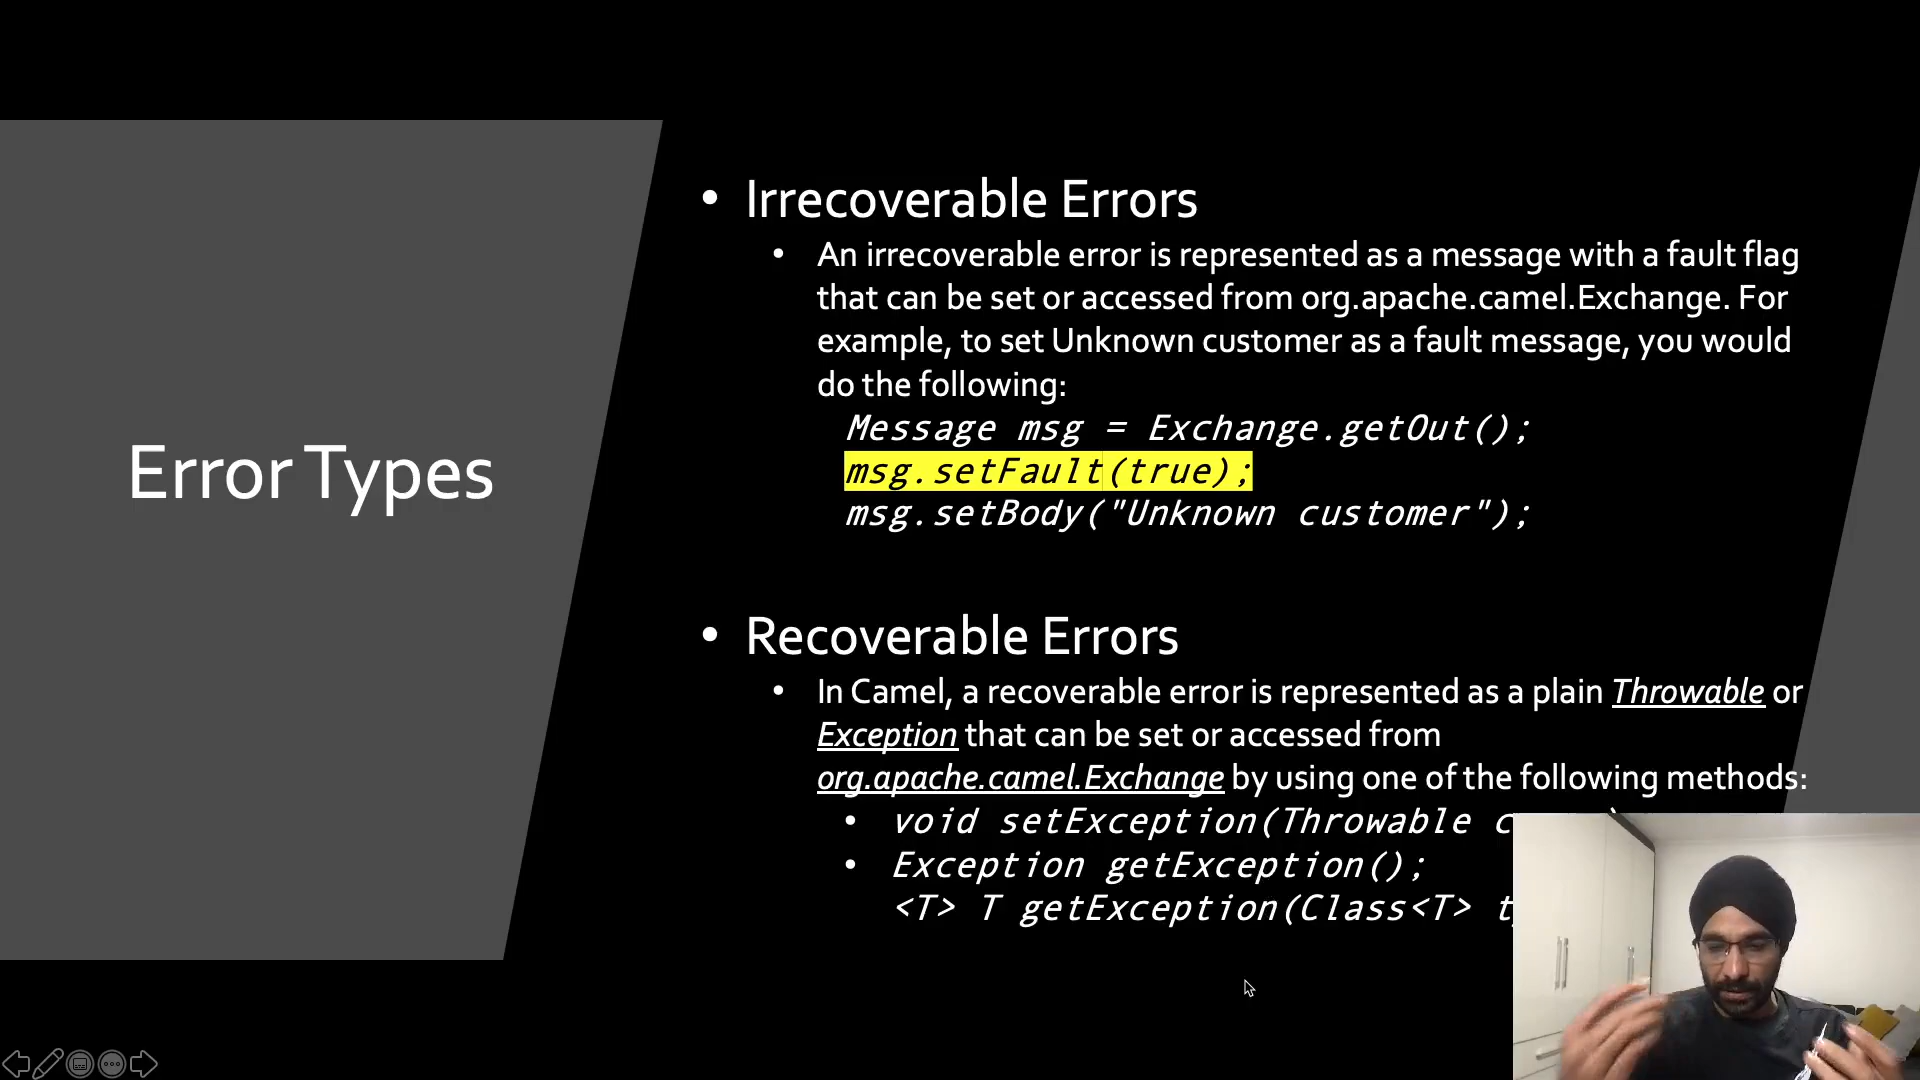 Error Types
• Irrecoverable Errors
• An irrecoverable error is represented as a message with a fault flag
that can be set or accessed from org.apache.camel.Exchange. For
example, to set Unknown customer as a fault message, you would
do the following:
Message msg = Exchange.getOut();
msg.setFault(true);
msg.setBody("Unknown customer");
• Recoverable Errors
• In Camel, a recoverable error is represented as a plain Throwable or
Exception that can be set or accessed from
org.apache.camel.Exchange by using one of the following methods:
• void setException(Throwable
• Exception getException();
<T> T getException(Class<T>